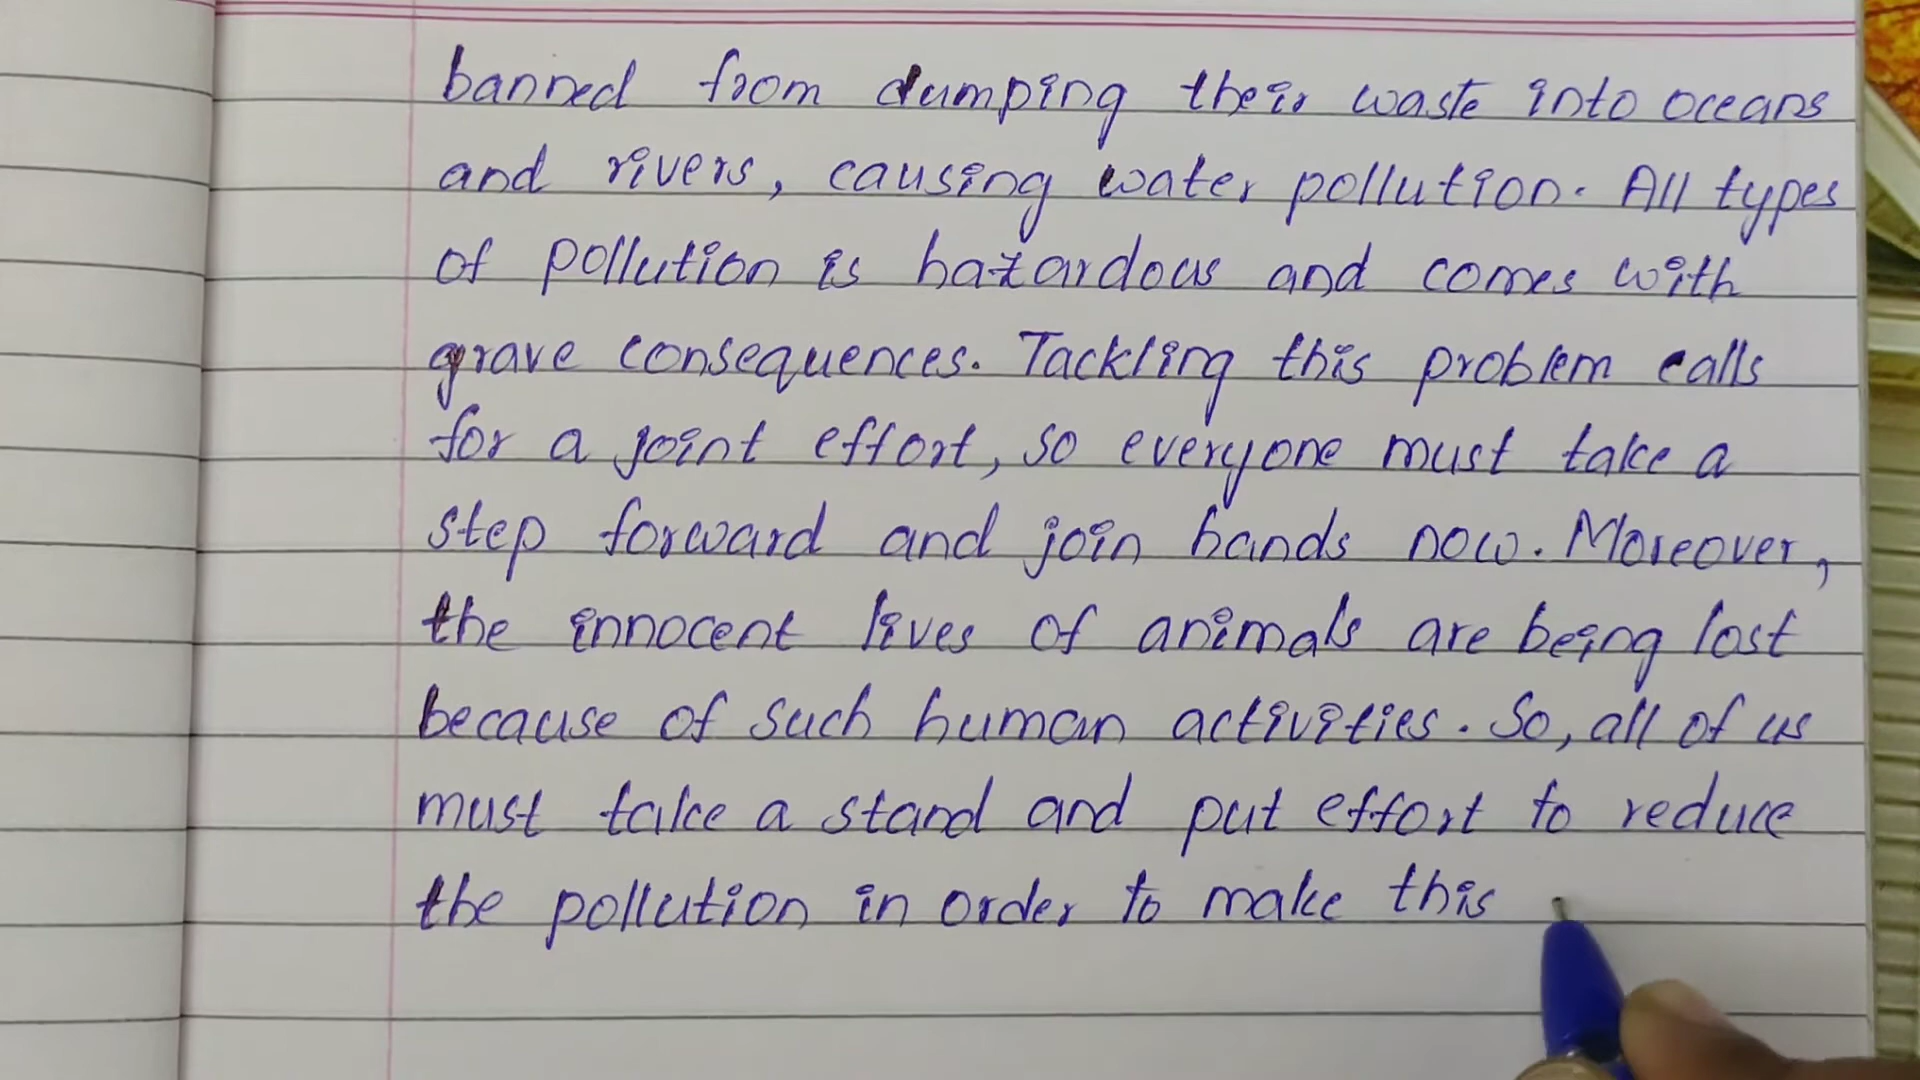 banned from dumping their waste into oceans
and rivers, causing water pollution. All types
of pollution is hazardous and comes with
grave consequences. Tackling this problem calls
for a joint effort, so everyone must take a
step forward and join hands now. Moreover,
the innocent lives of animals are being lost
because of such human activities. So, all of us
must take a stand and put effort to reduce
the pollution in order to make this